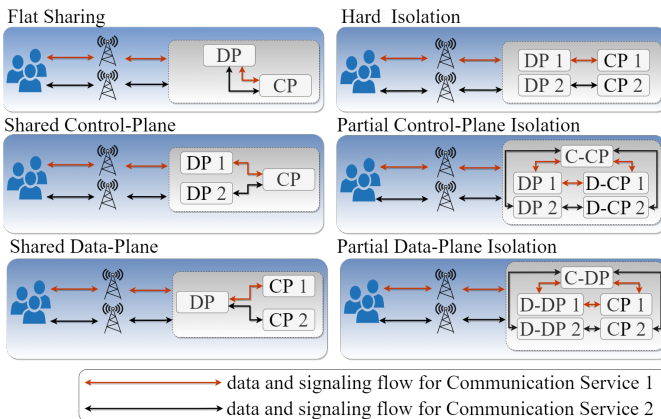 Flat Sharing
DP
CP
Hard Isolation
DP 1 CP 1
DP 2 CP 2
Shared Control-Plane
DP 1
CP
DP 2
Partial Control-Plane Isolation
C-CP
DP 1 D-CP 1
DP 2 D-CP 2
Shared Data-Plane
CP 1
DP
CP 2
Partial Data-Plane Isolation
C-DP
D-DP 1 CP 1
D-DP 2 CP 2
data and signaling flow for Communication Service 1
data and signaling flow for Communication Service 2